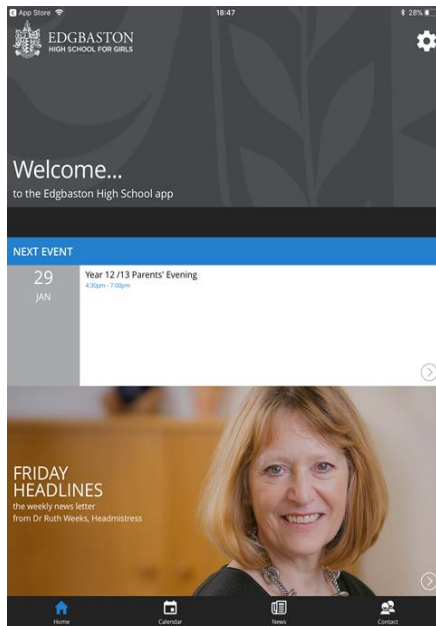 App Store 18:47 28%
EDGBASTON
HIGH SCHOOL FOR GIRLS
Welcome...
to the Edgbaston High School app
NEXT EVENT
29
JAN
Year 12 /13 Parents' Evening
4:30pm - 7:00pm
FRIDAY
HEADLINES
the weekly news letter
from Dr Ruth Weeks, Headmistress
Home Calendar News Contact